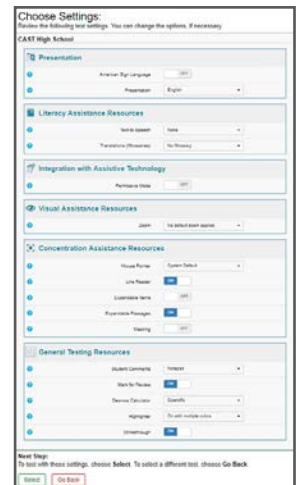 Choose Settings:
Review the following test settings. You can change the options, if necessary.
CAST High School
Presentation
American Sign Language OFF
Presentation English
Literacy Assistance Resources
Text to Speech None
Translations (Glossaries) No Glossary
Integration with Assistive Technology
Permissive Mode OFF
Visual Assistance Resources
Zoom No default zoom applied
Concentration Assistance Resources
Mouse Pointer System Default
Line Reader ON
Expandable Items OFF
Expandable Passages ON
Masking OFF
General Testing Resources
Student Comments Notepad
Mark for Review ON
Desmos Calculator Scientific
Highlighter On with multiple colors
Strikethrough ON
Next Step:
To test with these settings, choose Select. To select a different test, choose Go Back.
Select Go Back